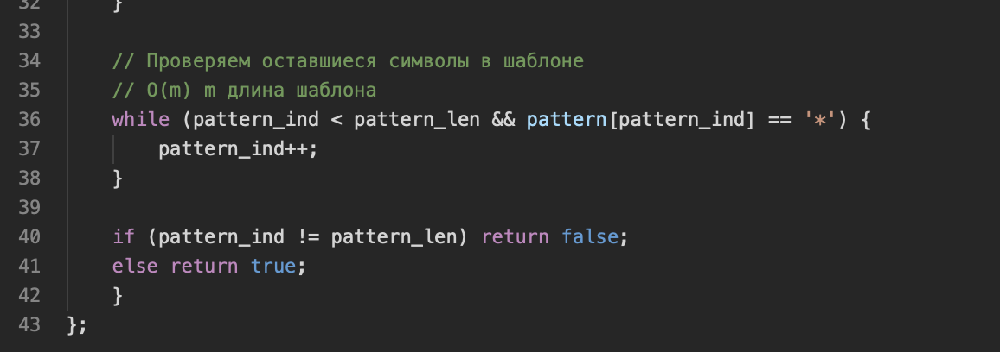 32 }
33
34 // Проверяем оставшиеся символы в шаблоне
35 // O(m) m длина шаблона
36 while (pattern_ind < pattern_len && pattern[pattern_ind] == '*') {
37 pattern_ind++;
38 }
39
40 if (pattern_ind != pattern_len) return false;
41 else return true;
42 }
43 };